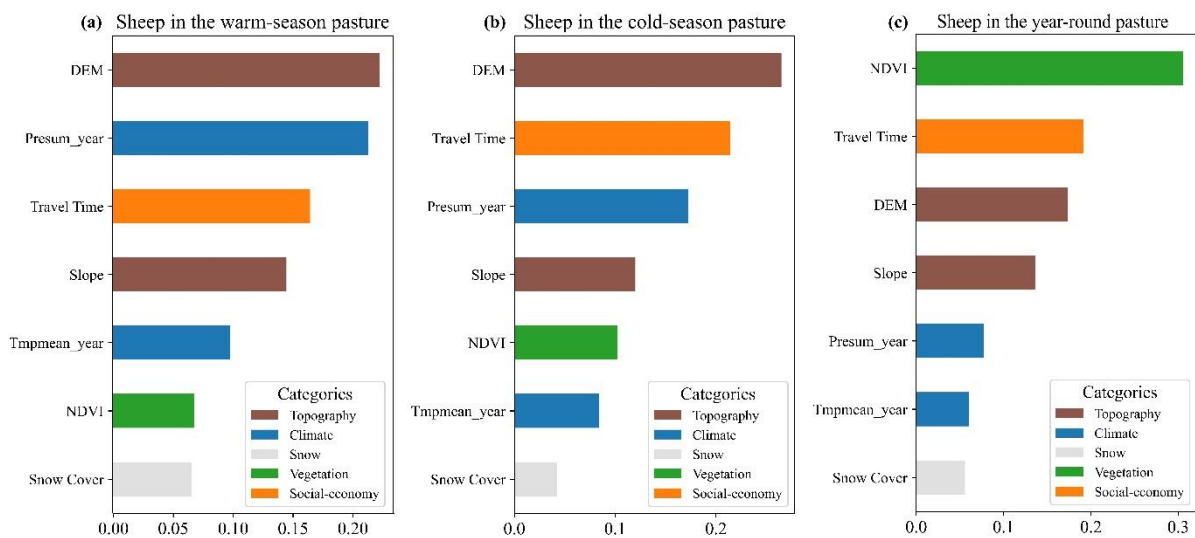 (a) Sheep in the warm-season pasture
DEM
Presum_year
Travel Time
Slope
Tmpmean_year
NDVI
Snow Cover
Categories
Topography
Climate
Snow
Vegetation
Social-ecconomy
0.00 0.05 0.10 0.15 0.20
(b) Sheep in the cold-season pasture
DEM
Travel Time
Presum_year
Slope
NDVI
Tmpmean_year
Snow Cover
Categories
Topography
Climate
Snow
Vegetation
Social-ecconomy
0.0 0.1 0.2
(c) Sheep in the year-round pasture
NDVI
Travel Time
DEM
Slope
Presum_year
Tmpmean_year
Snow Cover
Categories
Topography
Climate
Snow
Vegetation
Social-ecconomy
0.0 0.1 0.2 0.3